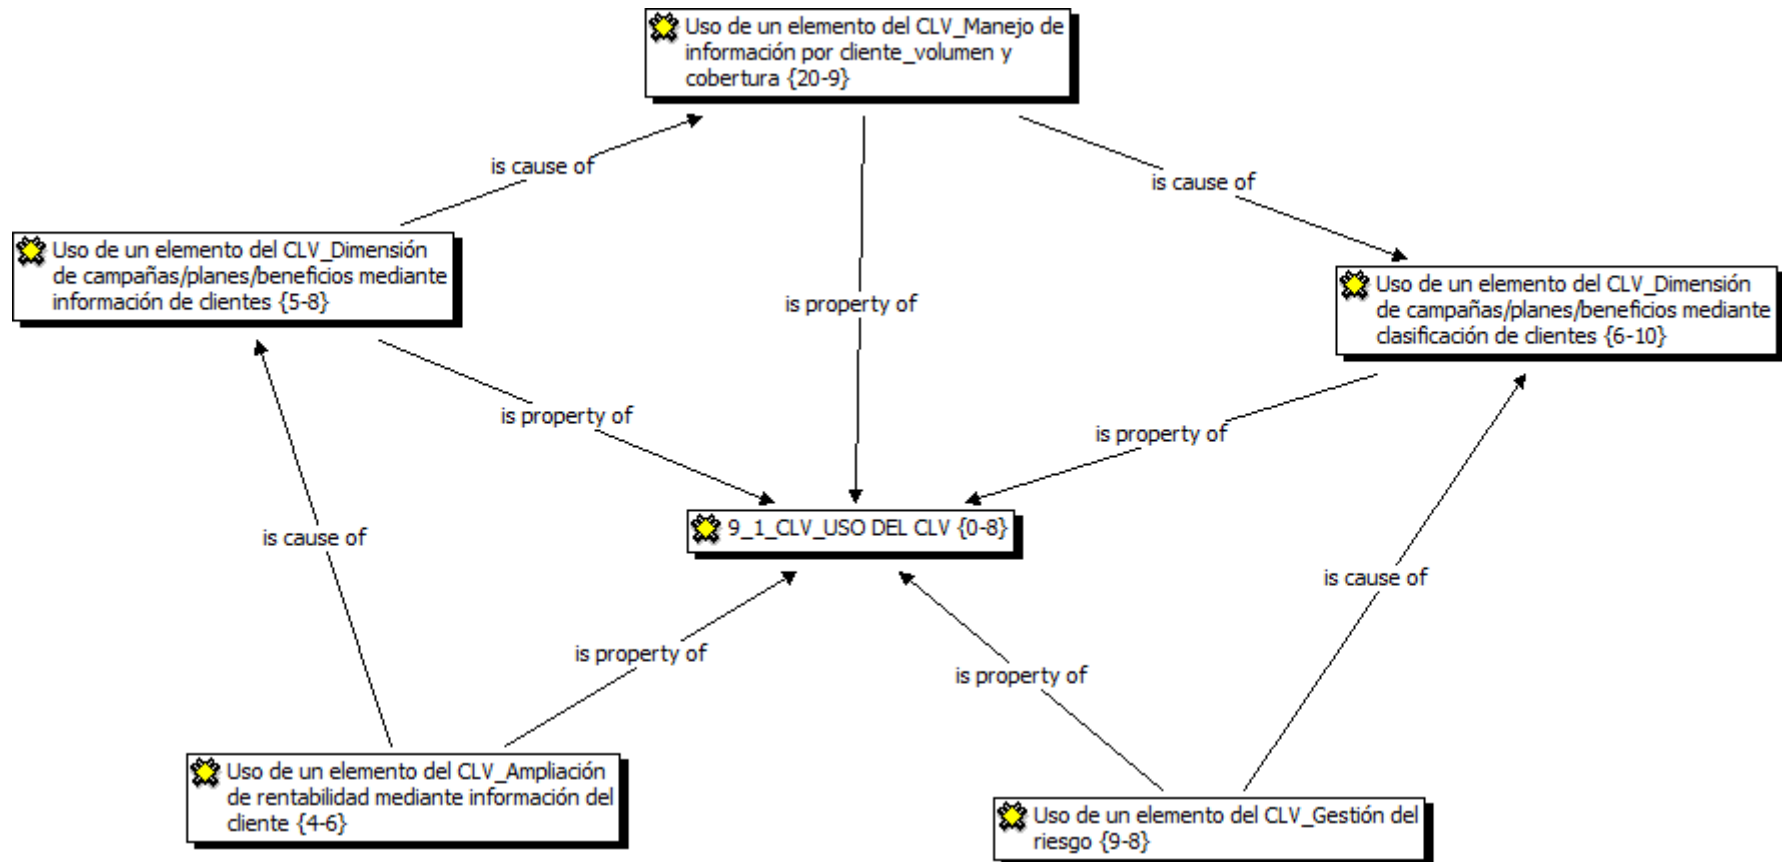 Uso de un elemento del CLV_Manejo de
información por cliente_volumen y
cobertura {20-9}
is cause of
is cause of
Uso de un elemento del CLV_Dimensión
de campañas/planes/beneficios mediante
información de clientes {5-8}
is property of
Uso de un elemento del CLV_Dimensión
de campañas/planes/beneficios mediante
clasificación de clientes {6-10}
is property of
is property of
9_1_CLV_USO DEL CLV {0-8}
is cause of
is cause of
is property of
is property of
Uso de un elemento del CLV_Ampliación
de rentabilidad mediante información del
cliente {4-6}
Uso de un elemento del CLV_Gestión del
riesgo {9-8}